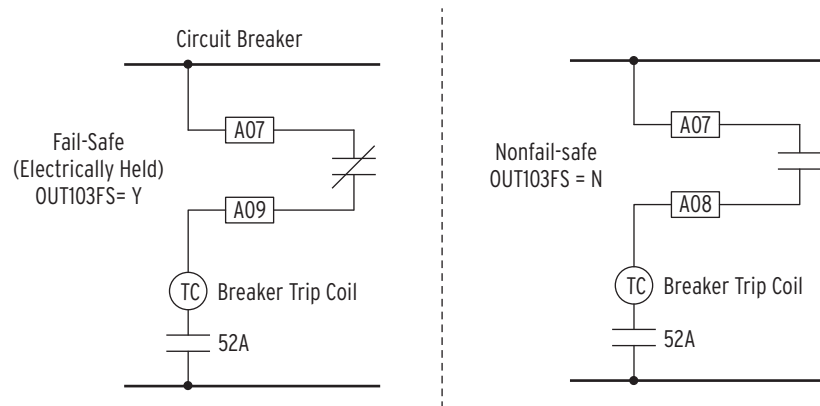 Circuit Breaker
A07
Fail-Safe
(Electrically Held)
OUT103FS= Y
A09
TC
Breaker Trip Coil
52A
A07
Nonfail-safe
OUT103FS = N
A08
TC
Breaker Trip Coil
52A